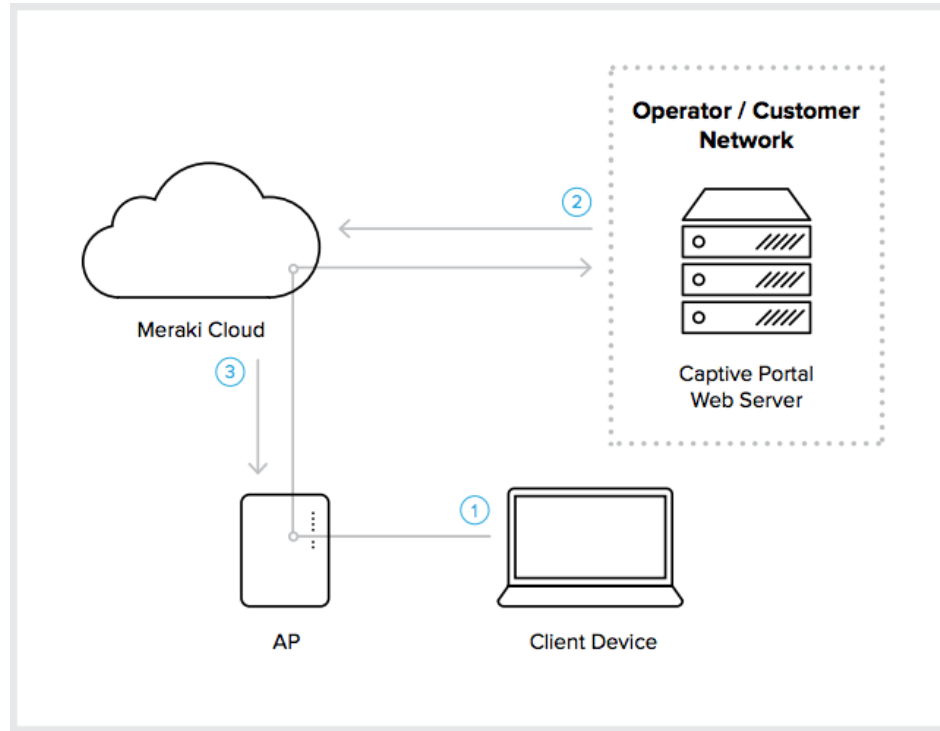 Operator / Customer
Network
2
Meraki Cloud
3
Captive Portal
Web Server
1
AP
Client Device